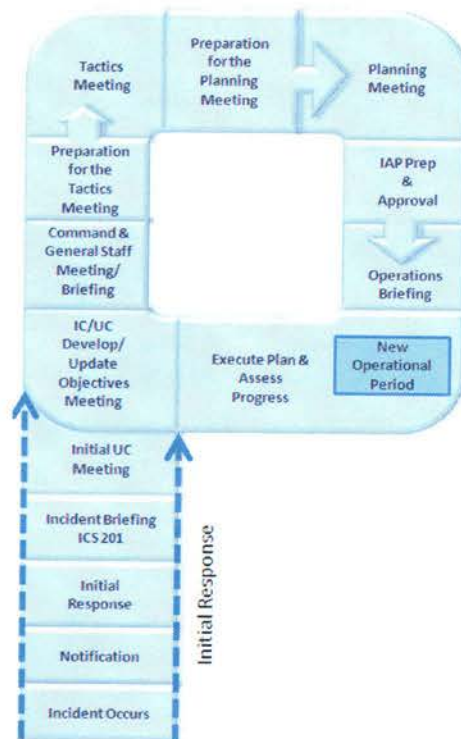 Tactics
Meeting
Preparation
for the
Planning
Meeting
Planning
Meeting
Preparation
for the
Tactics
Meeting
IAP Prep
&
Approval
Command &
General Staff
Meeting/
Briefing
Operations
Briefing
IC/UC
Develop/
Update
Objectives
Meeting
Execute Plan &
Assess
Progress
New
Operational
Period
Initial UC
Meeting
Incident Briefing
ICS 201
Initial
Response
Notification
Incident Occurs
Initial Response